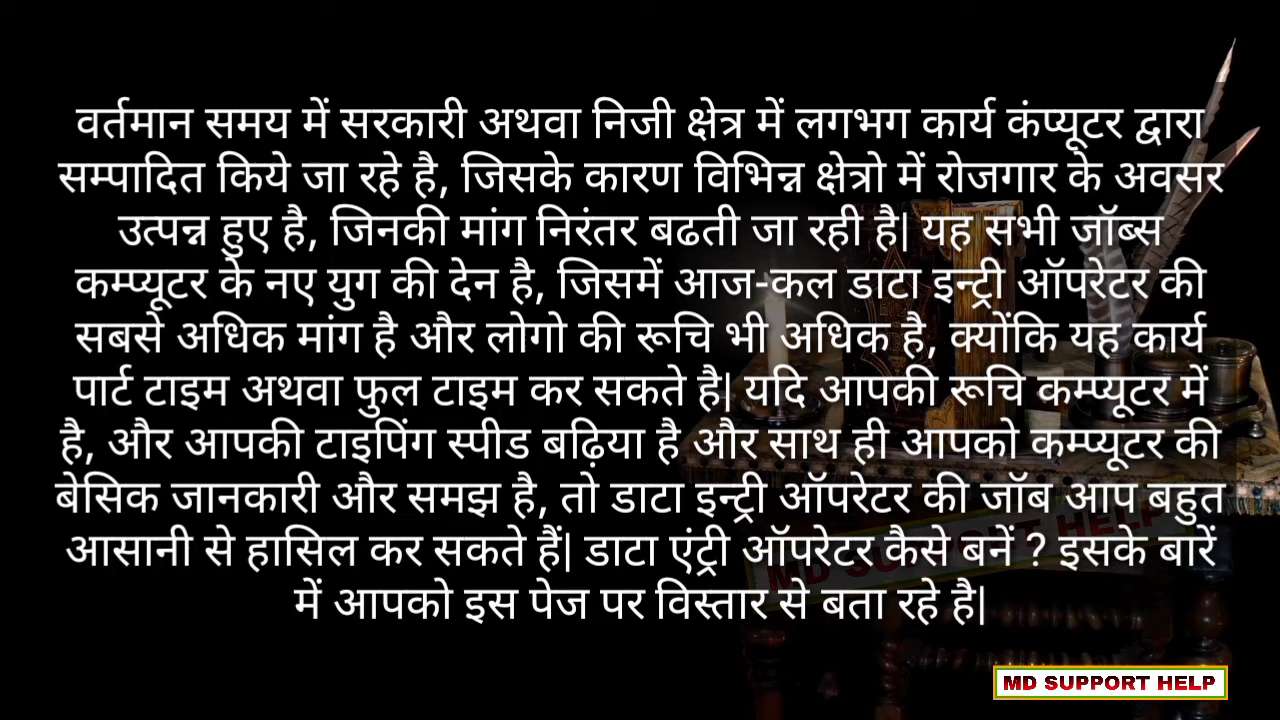 वर्तमान समय में सरकारी अथवा निजी क्षेत्र में लगभग कार्य कंप्यूटर द्वारा
सम्पादित किये जा रहे है, जिसके कारण विभिन्न क्षेत्रो में रोजगार के अवसर
उत्पन्न हुए है, जिनकी मांग निरंतर बढती जा रही है| यह सभी जॉब्स
कम्प्यूटर के नए युग की देन है, जिसमें आज-कल डाटा इन्ट्री ऑपरेटर की
सबसे अधिक मांग है और लोगो की रूचि भी अधिक है, क्योंकि यह कार्य
पार्ट टाइम अथवा फुल टाइम कर सकते है| यदि आपकी रूचि कम्प्यूटर में
है, और आपकी टाइपिंग स्पीड बढ़िया है और साथ ही आपको कम्प्यूटर की
बेसिक जानकारी और समझ है, तो डाटा इन्ट्री ऑपरेटर की जॉब आप बहुत
आसानी से हासिल कर सकते हैं| डाटा एंट्री ऑपरेटर कैसे बनें ? इसके बारें
में आपको इस पेज पर विस्तार से बता रहे है|
MD SUPPORT HELP
MD SUPPORT HELP